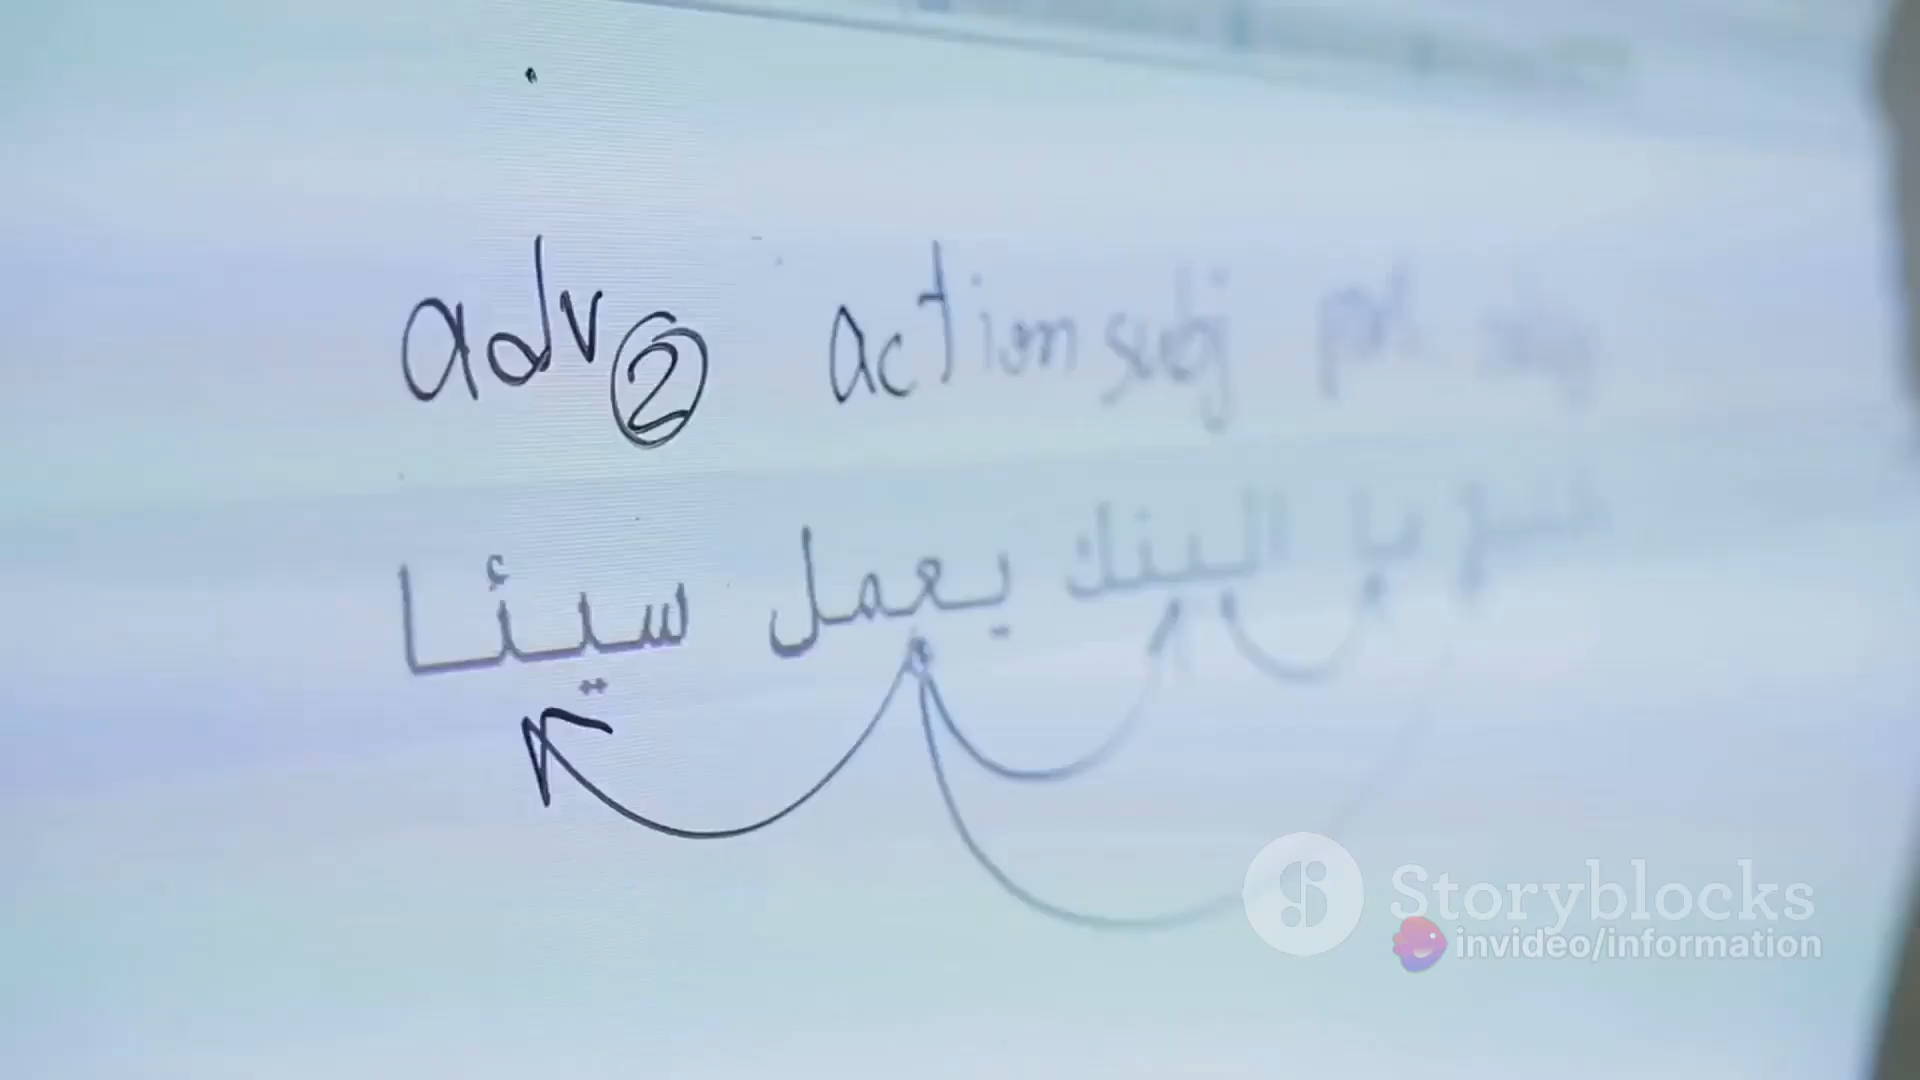 adv ② action subj
البنك يعمل سيئا
Storyblocks
invideo/information